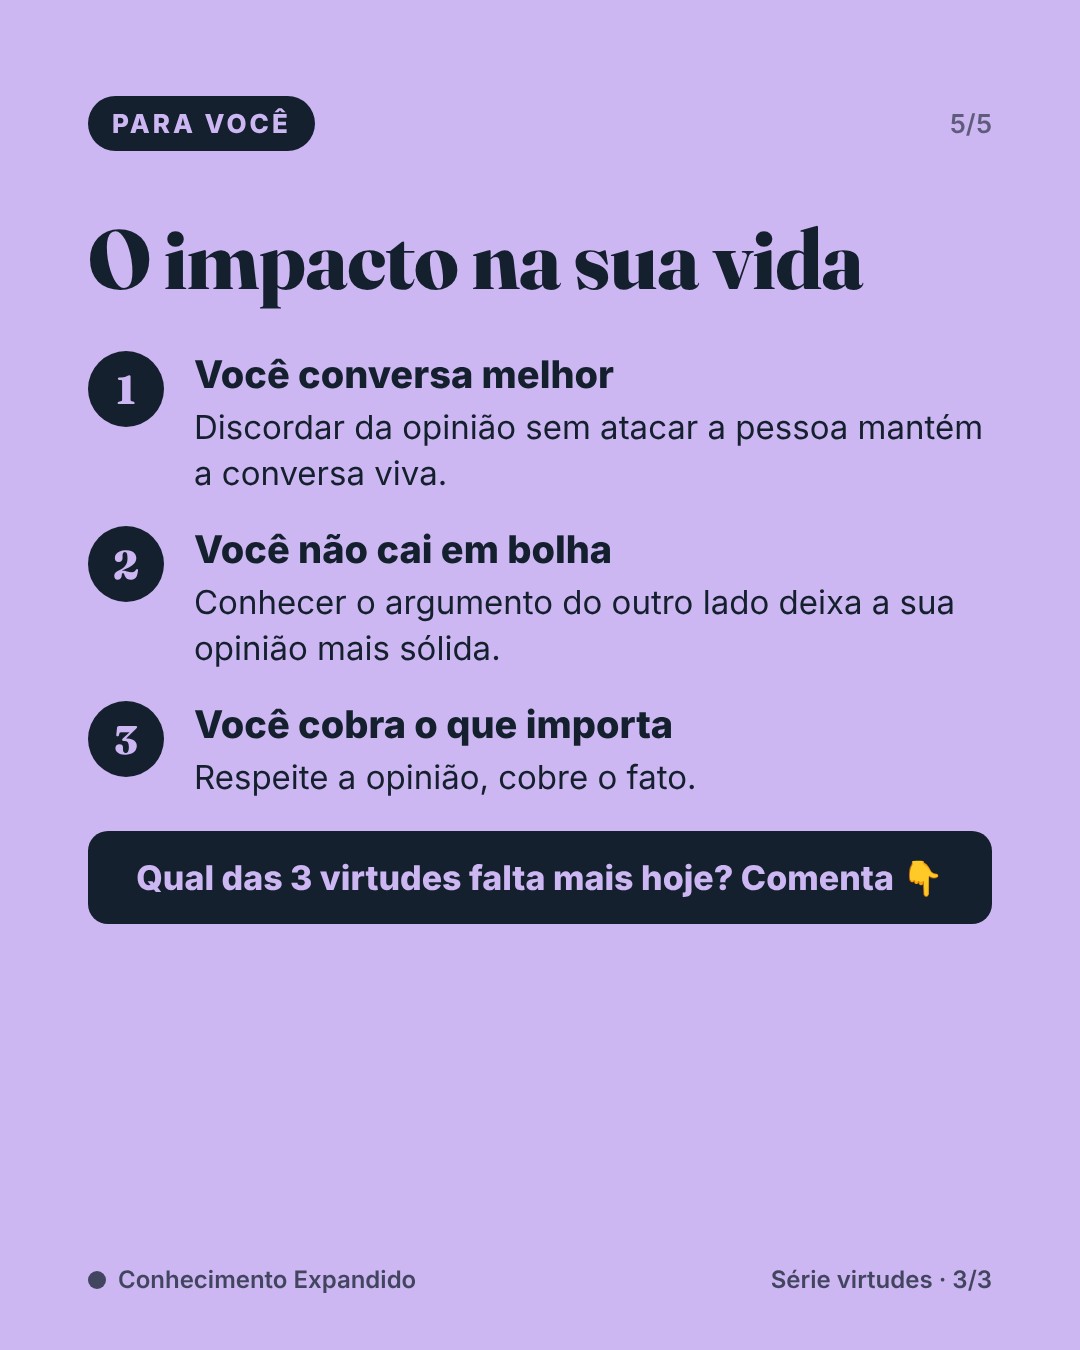 PARA VOCÊ
5/5
O impacto na sua vida
1
Você conversa melhor
Discordar da opinião sem atacar a pessoa mantém
a conversa viva.
2
Você não cai em bolha
Conhecer o argumento do outro lado deixa a sua
opinião mais sólida.
3
Você cobra o que importa
Respeite a opinião, cobre o fato.
Qual das 3 virtudes falta mais hoje? Comenta 👇
Conhecimento Expandido
Série virtudes · 3/3